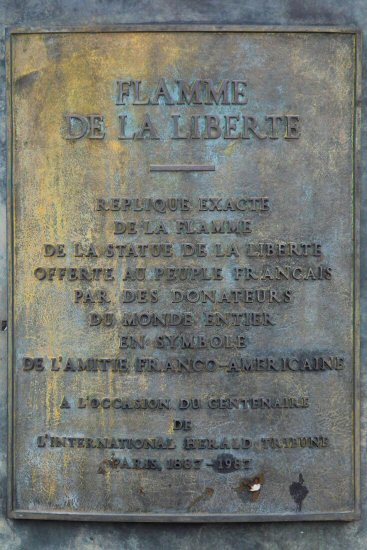 FLAMME
DE LA LIBERTE
REPLIQUE EXACTE
DE LA FLAMME
DE LA STATUE DE LA LIBERTE
OFFERTE AU PEUPLE FRANCAIS
PAR DES DONATEURS
DU MONDE ENTIER
EN SYMBOLE
DE L'AMITIE FRANCO-AMERICAINE
A L'OCCASION DU CENTENAIRE
DE
L'INTERNATIONAL HERALD TRIBUNE
PARIS, 1887-1987